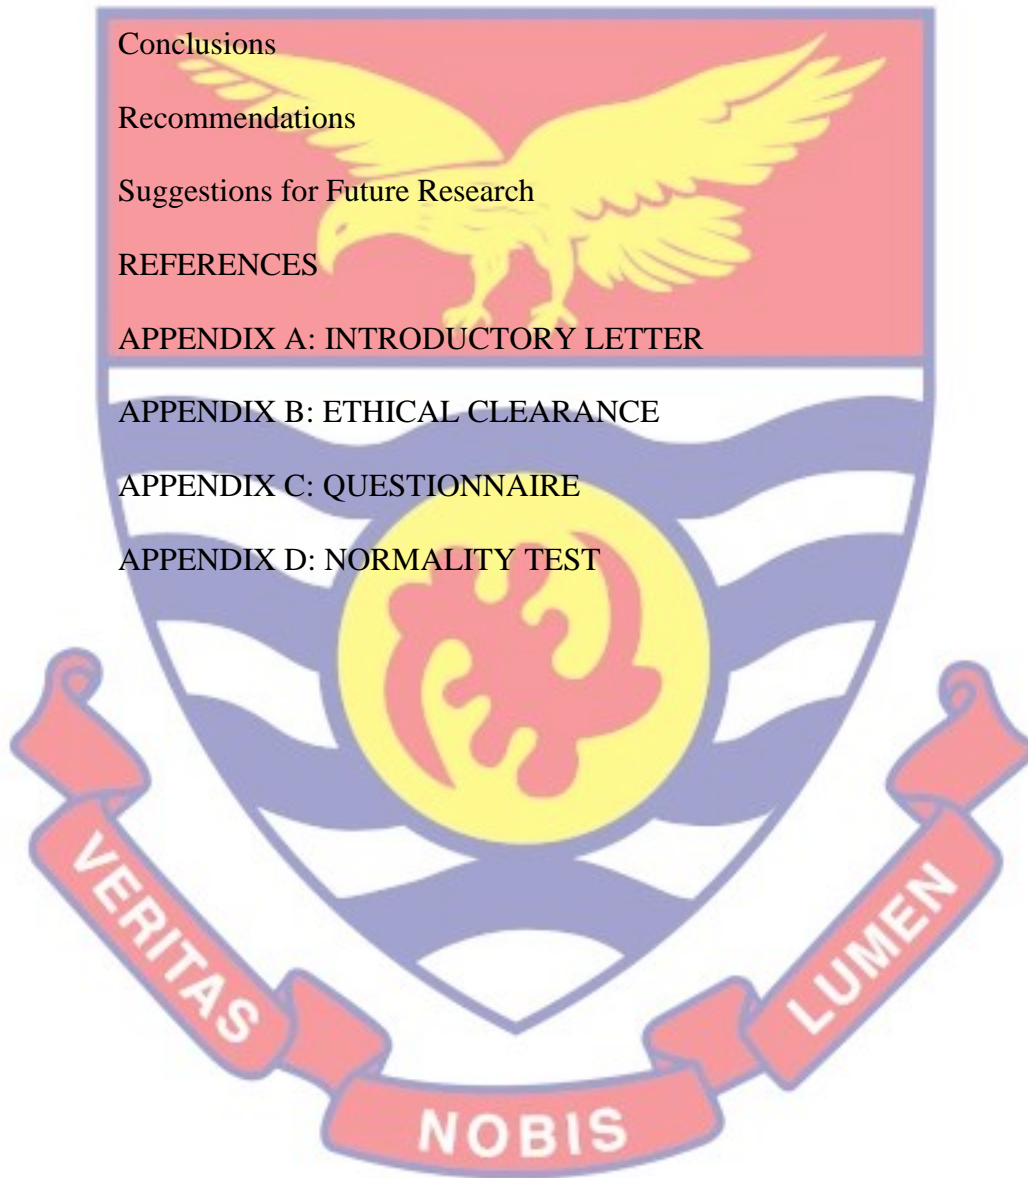 Conclusions
Recommendations
Suggestions for Future Research
REFERENCES
APPENDIX A: INTRODUCTORY LETTER
APPENDIX B: ETHICAL CLEARANCE
APPENDIX C: QUESTIONNAIRE
APPENDIX D: NORMALITY TEST
VERITAS
NOBIS
LUMEN